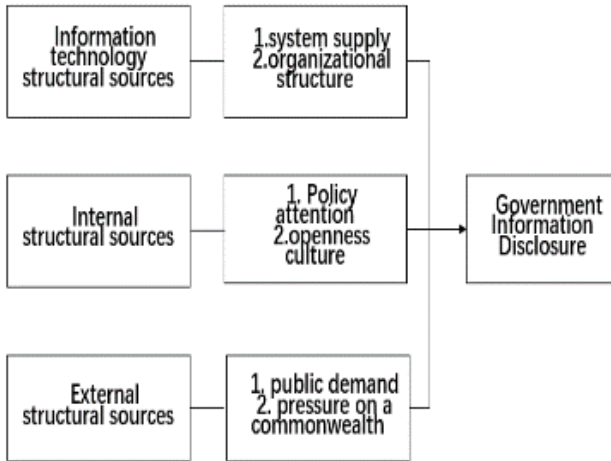 Information
technology
structural sources
1.system supply
2.organizational
structure
Internal
structural sources
1. Policy
attention
2.openness
culture
Government
Information
Disclosure
External
structural sources
1. public demand
2. pressure on a
commonwealth